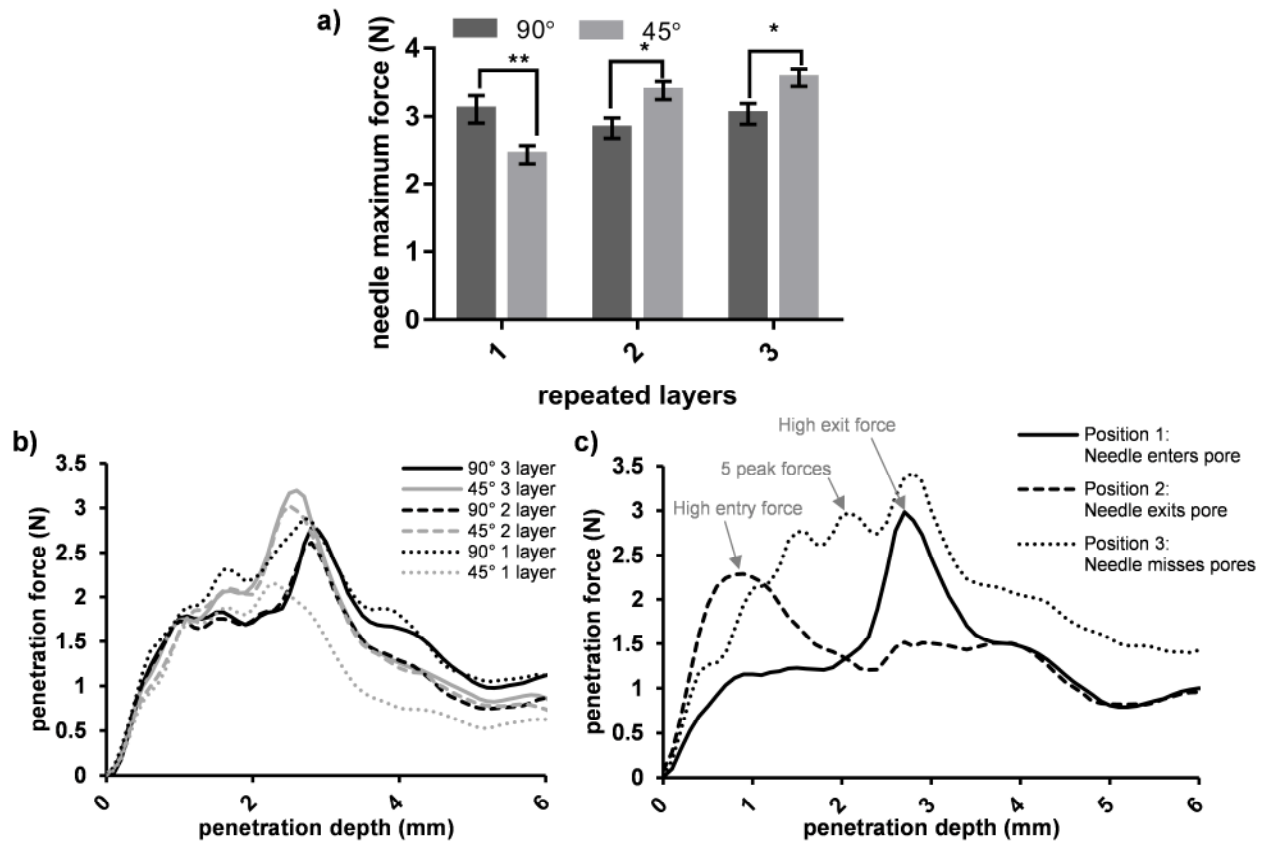 a)
90° 45°
needle maximum force (N)
4
3
2
1
0
**
*
*
1 2 3
repeated layers
b)
penetration force (N)
3.5
3
2.5
2
1.5
1
0.5
0
90° 3 layer
45° 3 layer
90° 2 layer
45° 2 layer
90° 1 layer
45° 1 layer
0 2 4 6
penetration depth (mm)
c)
penetration force (N)
3.5
3
2.5
2
1.5
1
0.5
0
High exit force
5 peak forces
High entry force
Position 1:
Needle enters pore
Position 2:
Needle exits pore
Position 3:
Needle misses pores
0 1 2 3 4 5 6
penetration depth (mm)